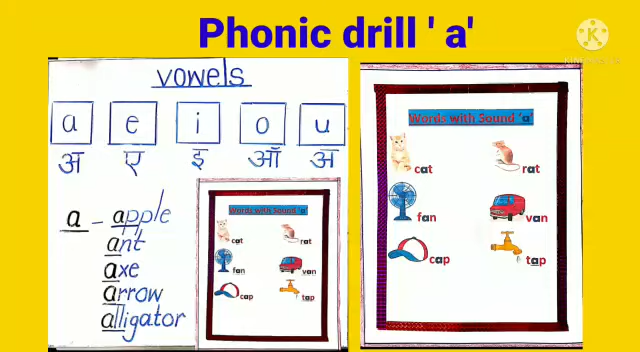 Phonic drill ' a'
vowels
a e i o u
अ ए इ ऑ अ
a - apple
ant
axe
arrow
alligator
Words with Sound 'a'
cat rat
fan van
cap tap
Words with Sound 'a'
cat rat
fan van
cap tap